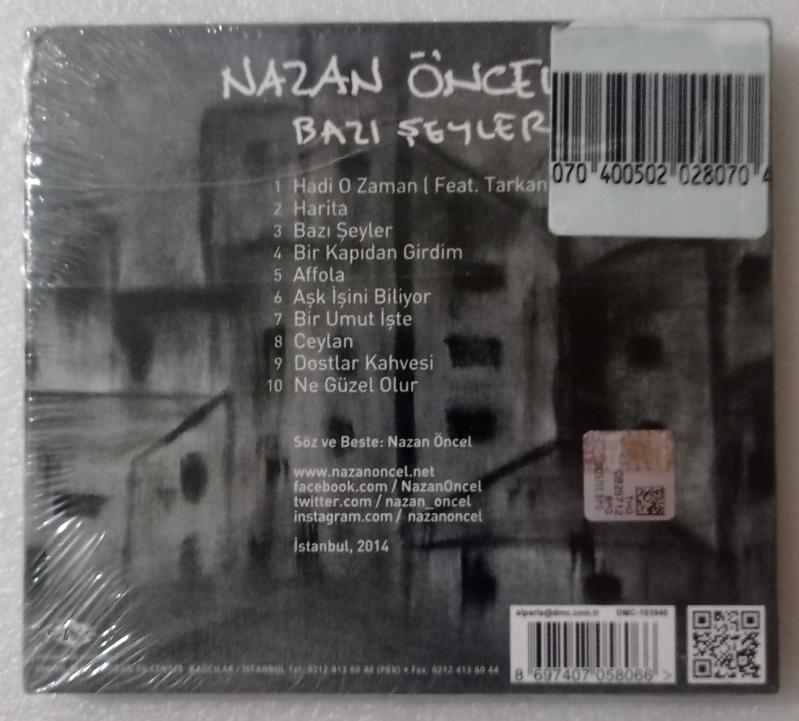 NAZAN ÖNCEL
BAZI ŞEYLER
070 400502 028070 4
1 Hadi O Zaman ( Feat. Tarkan
2 Harita
3 Bazı Şeyler
4 Bir Kapıdan Girdim
5 Affola
6 Aşk İşini Biliyor
7 Bir Umut İşte
8 Ceylan
9 Dostlar Kahvesi
10 Ne Güzel Olur
Söz ve Beste: Nazan Öncel
www.nazanoncel.net
facebook.com / NazanOncel
twitter.com / nazan_oncel
instagram.com / nazanoncel
İstanbul, 2014
siparis@dmc.com.tr DMC-103946
8 697407 058066 >
BAĞCILAR / İSTANBUL Tel: 0212 413 60 40 (PBX) • Fax 0212 413 60 44